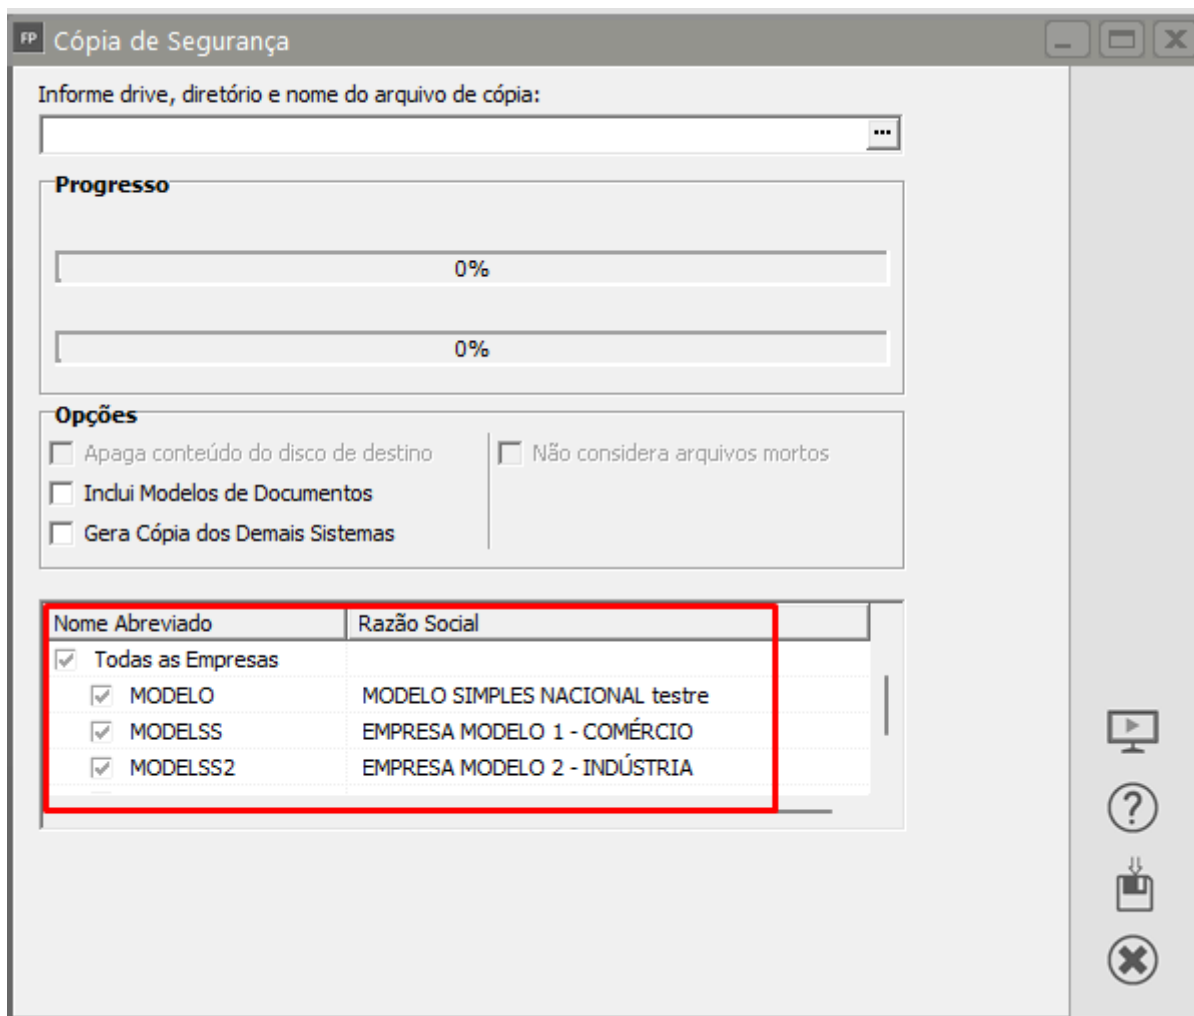 FP Cópia de Segurança
Informe drive, diretório e nome do arquivo de cópia:
...
Progresso
0%
0%
Opções
Apaga conteúdo do disco de destino
Não considera arquivos mortos
Inclui Modelos de Documentos
Gera Cópia dos Demais Sistemas
Nome Abreviado Razão Social
Todas as Empresas
MODELO MODELO SIMPLES NACIONAL testre
MODELSS EMPRESA MODELO 1 - COMÉRCIO
MODELSS2 EMPRESA MODELO 2 - INDÚSTRIA